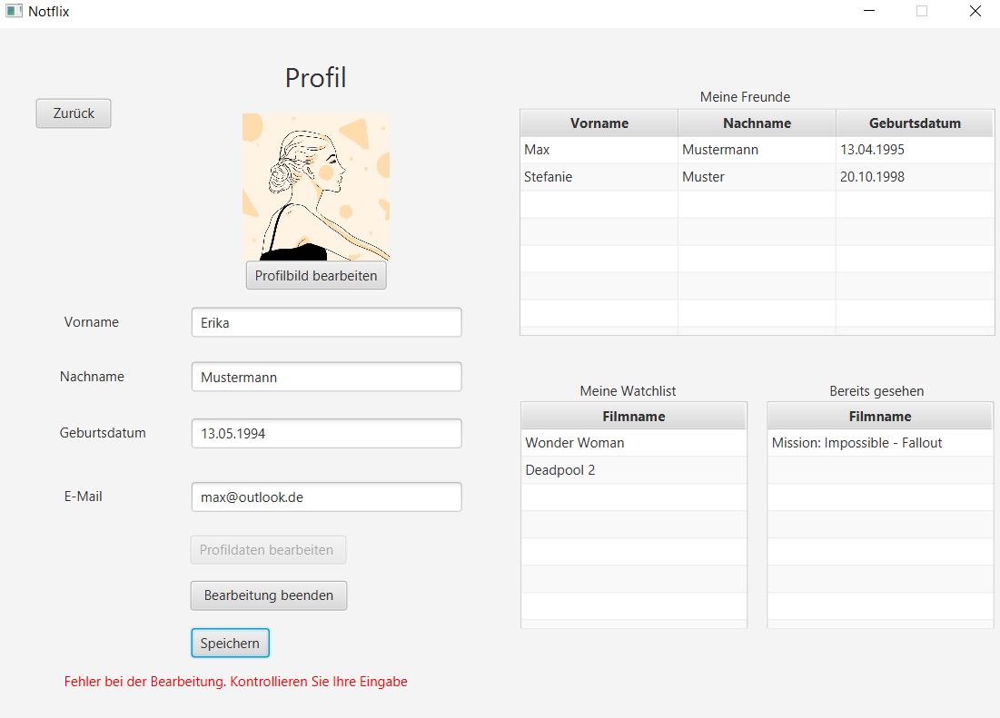 Notflix
Profil
Zurück
Profilbild bearbeiten
Vorname Erika
Nachname Mustermann
Geburtsdatum 13.05.1994
E-Mail max@outlook.de
Profildaten bearbeiten
Bearbeitung beenden
Speichern
Fehler bei der Bearbeitung. Kontrollieren Sie Ihre Eingabe
Meine Freunde
Vorname Nachname Geburtsdatum
Max Mustermann 13.04.1995
Stefanie Muster 20.10.1998
Meine Watchlist
Filmname
Wonder Woman
Deadpool 2
Bereits gesehen
Filmname
Mission: Impossible - Fallout